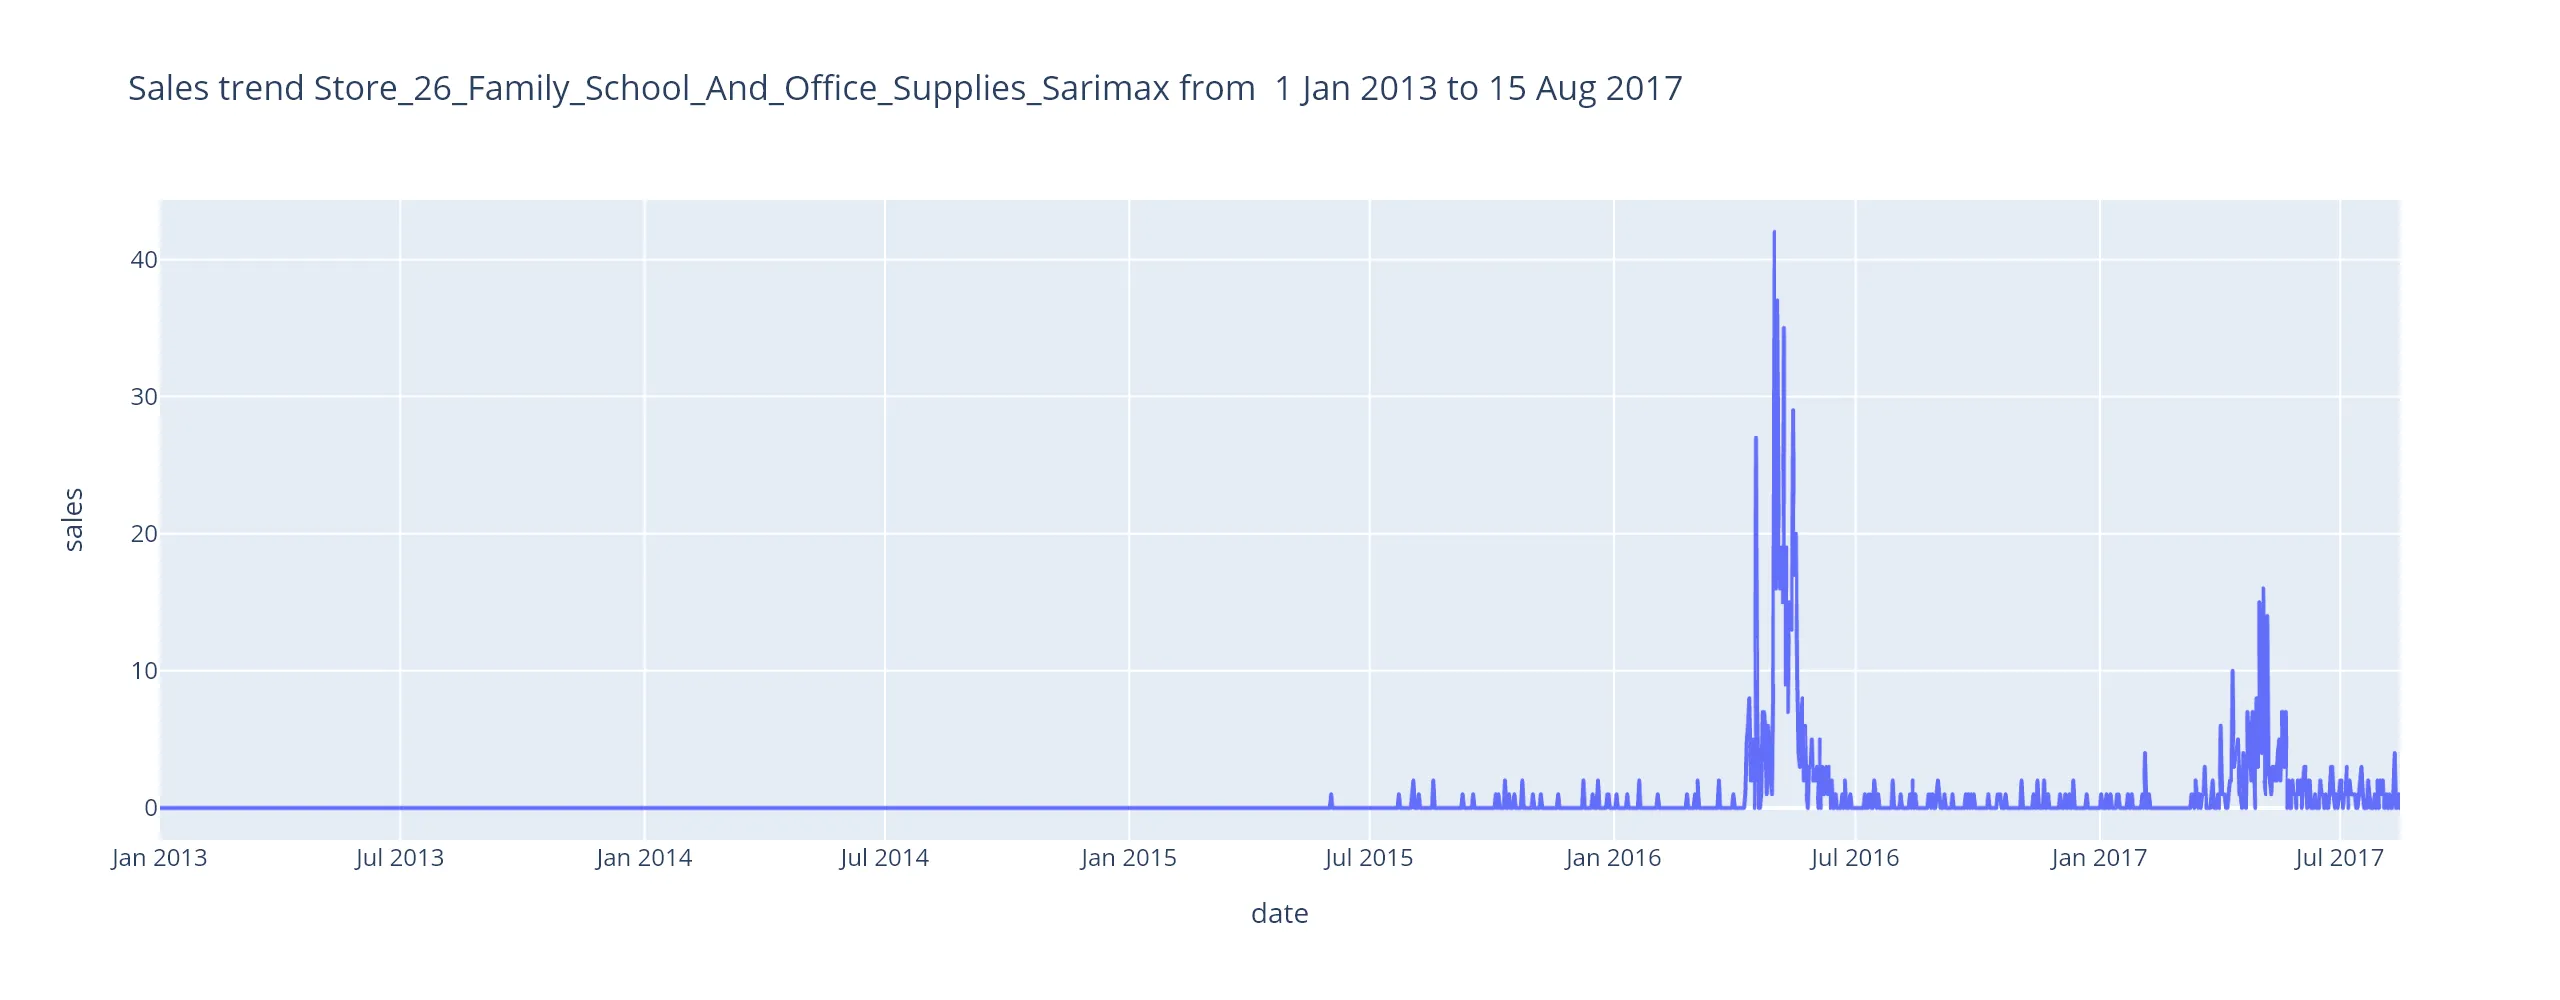 Sales trend Store_26_Family_School_And_Office_Supplies_Sarimax from  1 Jan 2013 to 15 Aug 2017
40
30
20
10
0
sales
Jan 2013 Jul 2013 Jan 2014 Jul 2014 Jan 2015 Jul 2015 Jan 2016 Jul 2016 Jan 2017 Jul 2017
date